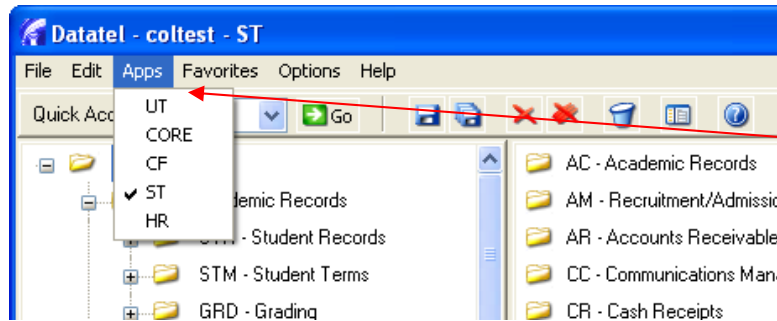 Datatel - coltest - ST
File Edit Apps Favorites Options Help
Quick Acc
Go
UT
CORE
CF
ST
HR
demic Records
- Student Records
STM - Student Terms
GRD - Grading
AC - Academic Records
AM - Recruitment/Admissio
AR - Accounts Receivable
CC - Communications Man
CR - Cash Receipts